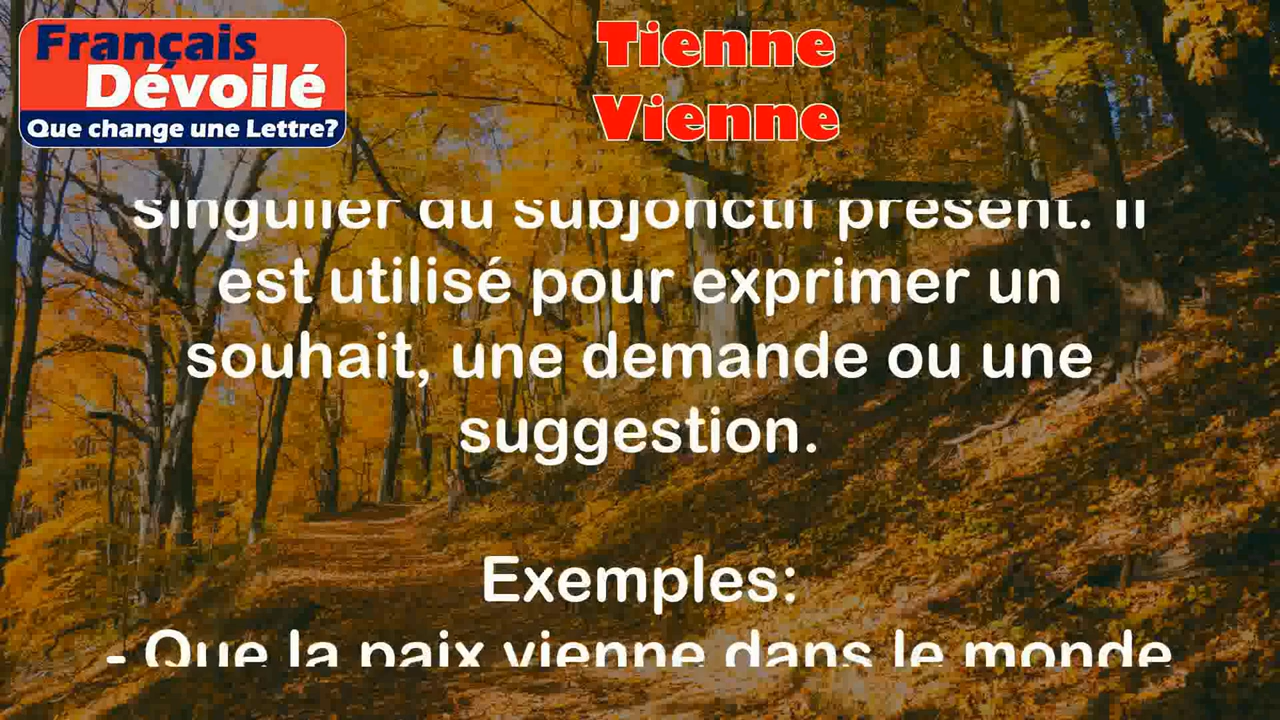 Français
Dévoilé
Que change une Lettre?
Tienne
Vienne
singulier du subjonctif présent. Il
est utilisé pour exprimer un
souhait, une demande ou une
suggestion.
Exemples:
- Que la paix vienne dans le monde